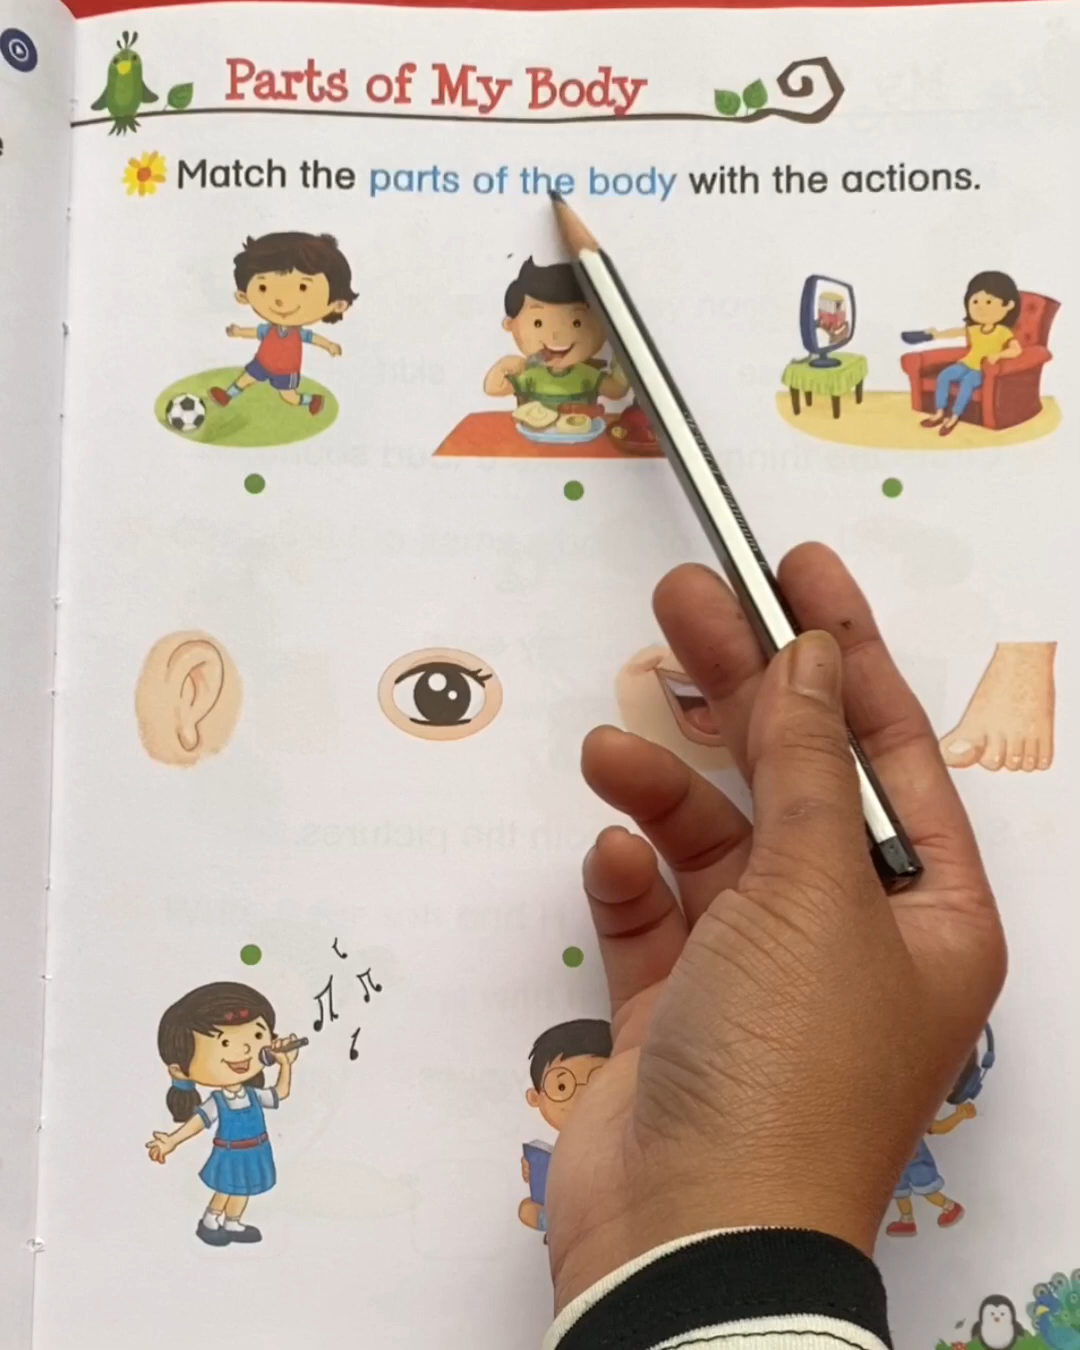 Parts of My Body
Match the parts of the body with the actions.